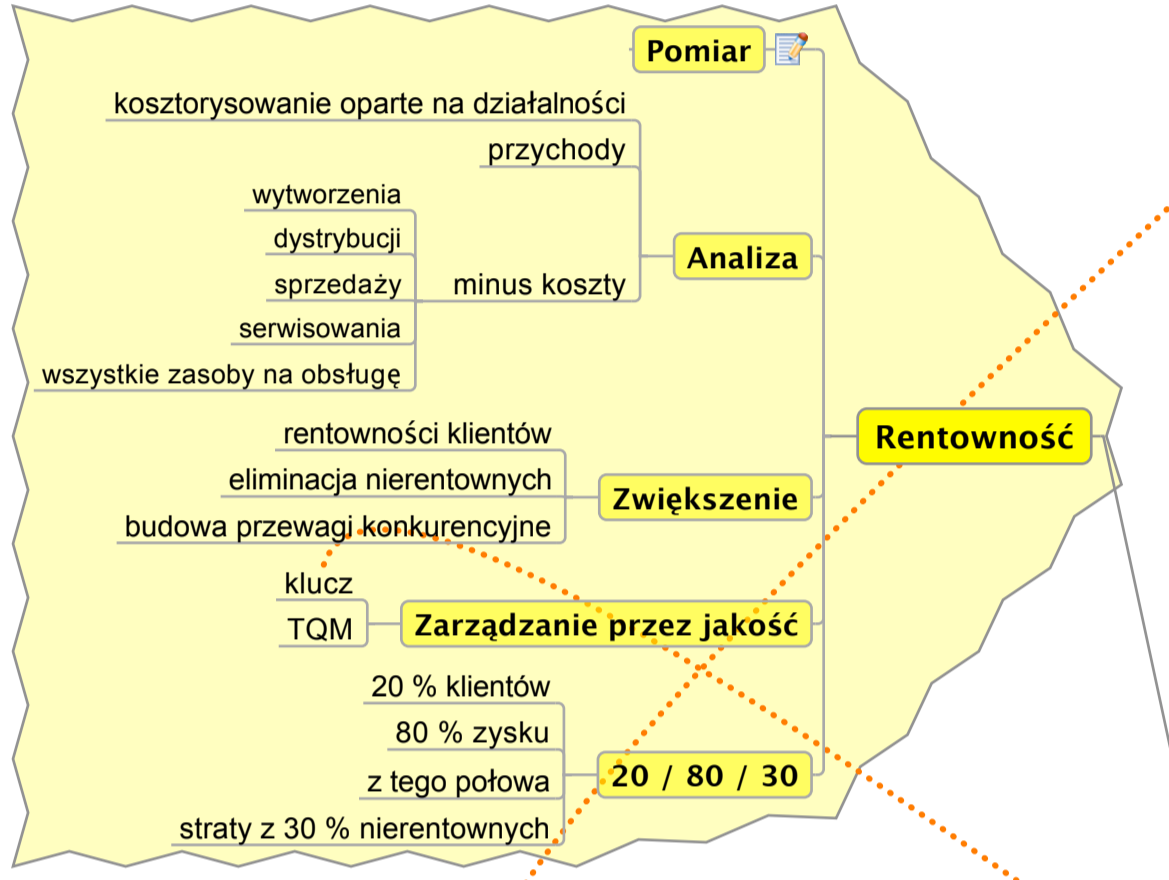 Pomiar
kosztorysowanie oparte na działalności
przychody
wytworzenia
dystrybucji
sprzedaży
serwisowania
wszystkie zasoby na obsługę
minus koszty
Analiza
Rentowność
rentowności klientów
eliminacja nierentownych
budowa przewagi konkurencyjne
Zwiększenie
klucz
TQM
Zarządzanie przez jakość
20 % klientów
80 % zysku
z tego połowa
straty z 30 % nierentownych
20 / 80 / 30